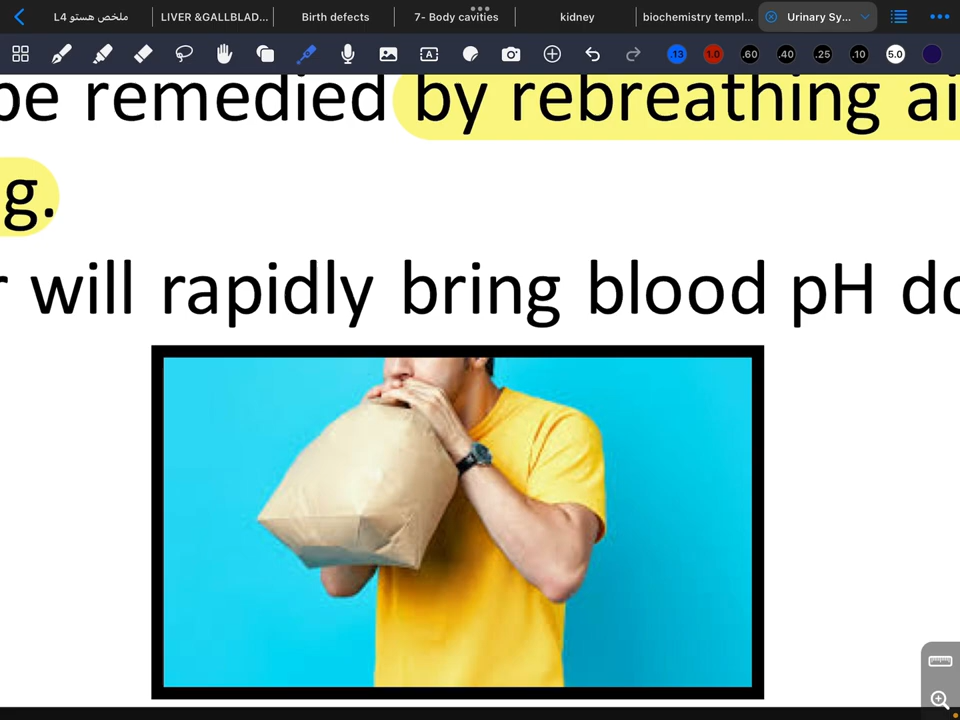 ملخص هستو L4
LIVER &GALLBLAD...
Birth defects
7- Body cavities
kidney
biochemistry templ...
Urinary Sy...
13
1.0
.60
.40
.25
.10
5.0
be remedied by rebreathing ai
g.
r will rapidly bring blood pH do